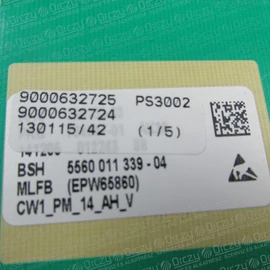 9000632725 PS3002
9000632724
130115/42 (1/5)
BSH 5560 011 339 - 04
MLFB (EPW65860)
CW1_PM_14_AH_V